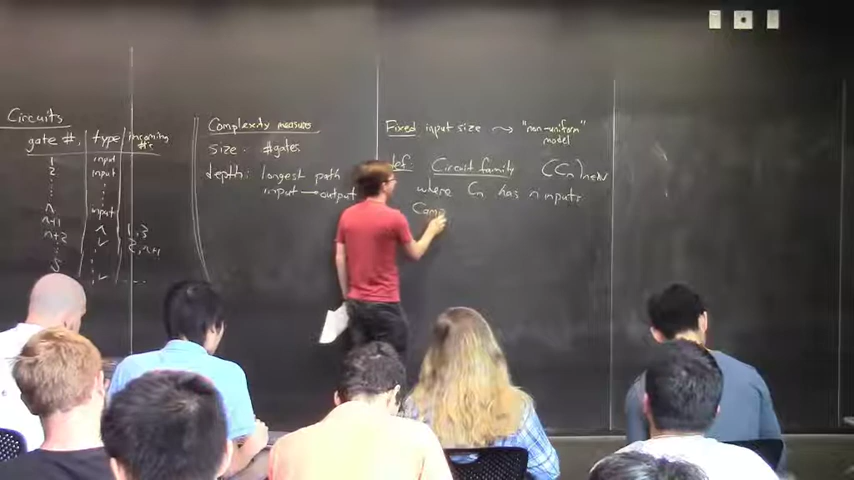 Circuits
gate #. type incoming #'s
1 input
2 input
⋮ ⋮
n input
n+1 ∧ 1,3
n+2 ∨ 2,n+1
⋮ ⋮
s ∨ ....
Complexity measures
size: #gates
depth: longest path
input → output
Fixed input size ⤳ "non-uniform"
model
def Circuit family (Cn)n∈ℕ
where Cn has n inputs
Comp